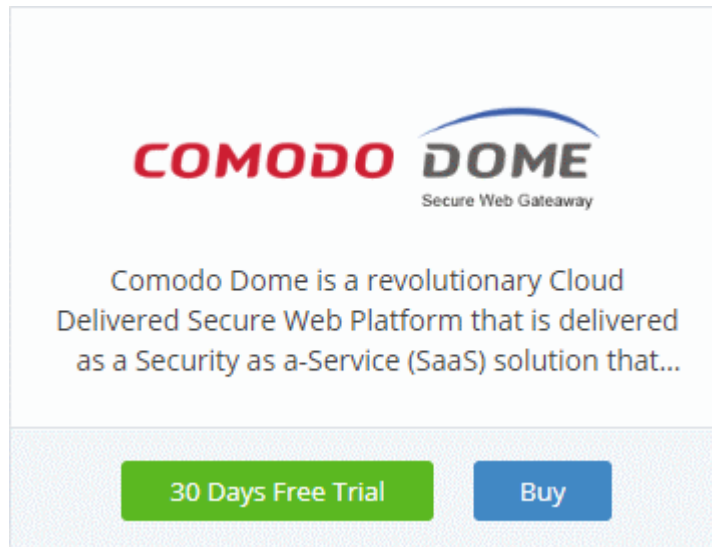 COMODO DOME
Secure Web Gateaway
Comodo Dome is a revolutionary Cloud
Delivered Secure Web Platform that is delivered
as a Security as a-Service (SaaS) solution that...
30 Days Free Trial
Buy